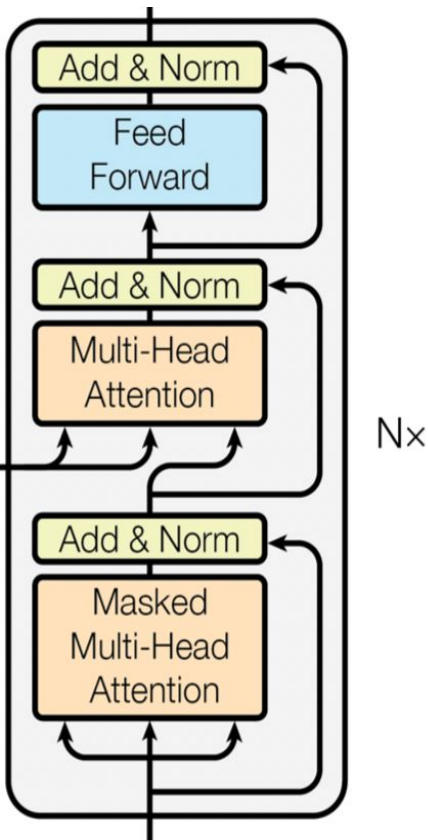 Add & Norm
Feed
Forward
Add & Norm
Multi-Head
Attention
N×
Add & Norm
Masked
Multi-Head
Attention